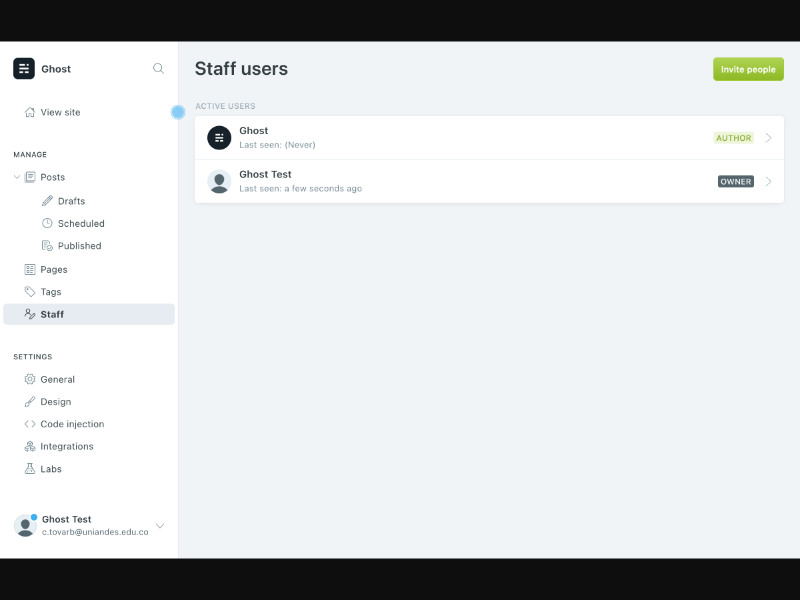 Ghost
View site
MANAGE
Posts
Drafts
Scheduled
Published
Pages
Tags
Staff
SETTINGS
General
Design
Code injection
Integrations
Labs
Ghost Test
c.tovarb@uniandes.edu.co
Staff users
Invite people
ACTIVE USERS
Ghost
Last seen: (Never)
AUTHOR
Ghost Test
Last seen: a few seconds ago
OWNER